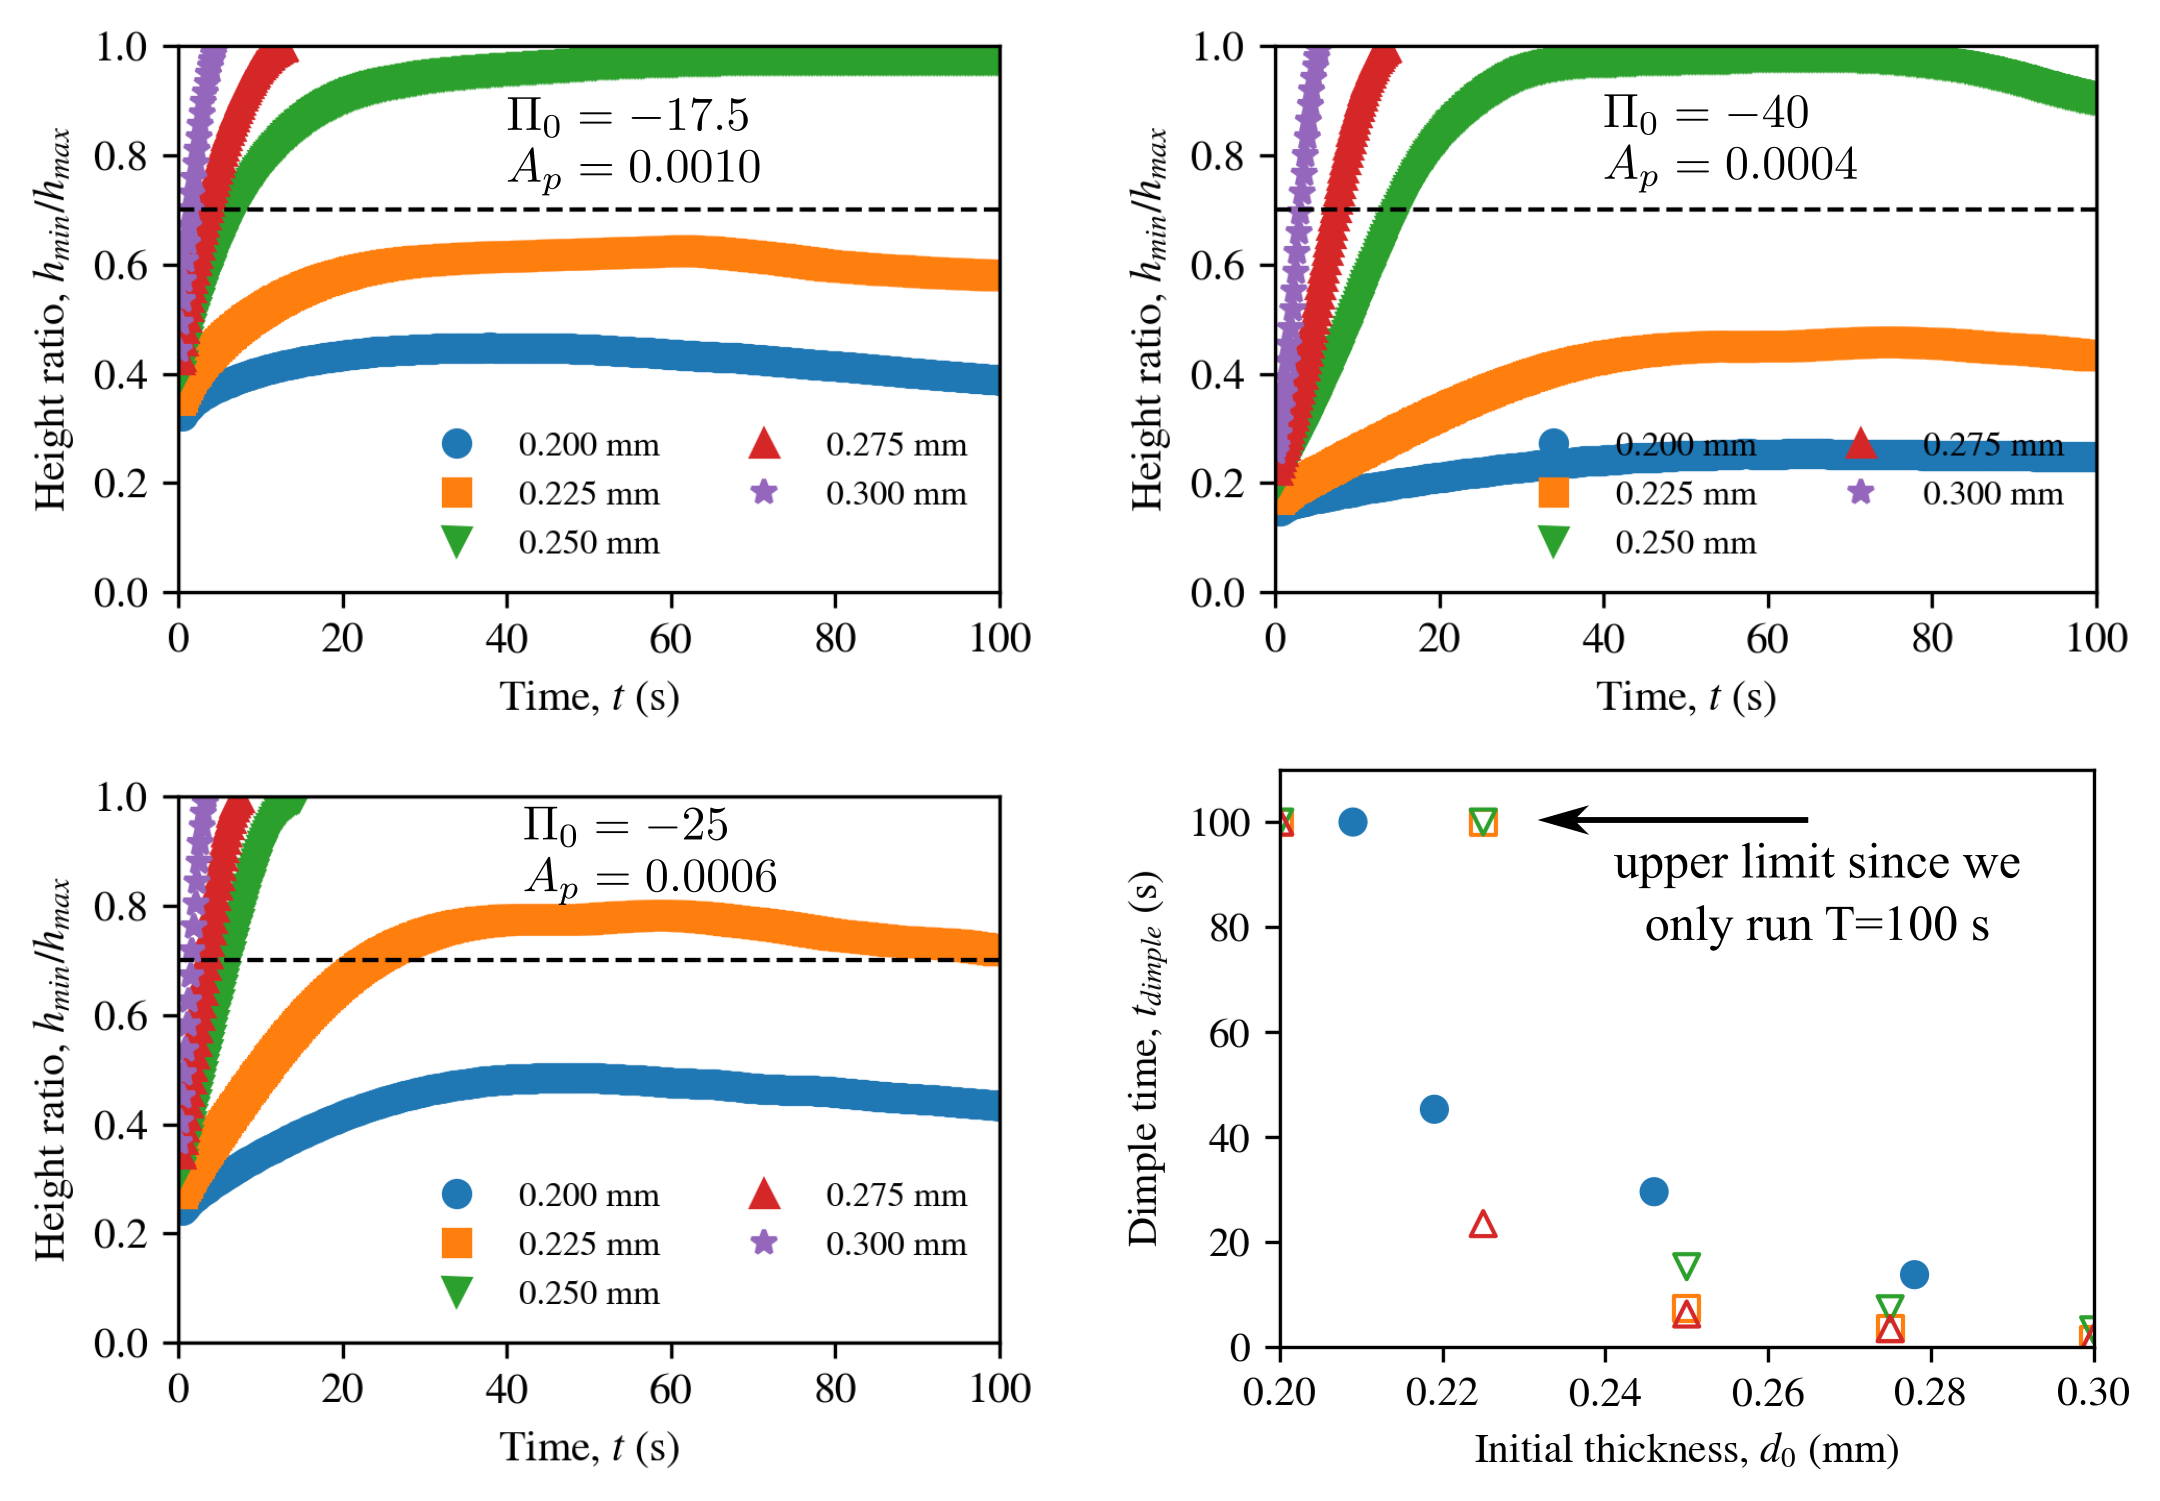 1.0
0.8
0.6
0.4
0.2
0.0
Height ratio, h_min/h_max
Π₀ = −17.5
A_p = 0.0010
0.200 mm
0.225 mm
0.250 mm
0.275 mm
0.300 mm
0 20 40 60 80 100
Time, t (s)
1.0
0.8
0.6
0.4
0.2
0.0
Height ratio, h_min/h_max
Π₀ = −40
A_p = 0.0004
0.200 mm
0.225 mm
0.250 mm
0.275 mm
0.300 mm
0 20 40 60 80 100
Time, t (s)
1.0
0.8
0.6
0.4
0.2
0.0
Height ratio, h_min/h_max
Π₀ = −25
A_p = 0.0006
0.200 mm
0.225 mm
0.250 mm
0.275 mm
0.300 mm
0 20 40 60 80 100
Time, t (s)
100
80
60
40
20
0
Dimple time, t_dimple (s)
upper limit since we
only run T=100 s
0.20 0.22 0.24 0.26 0.28 0.30
Initial thickness, d₀ (mm)